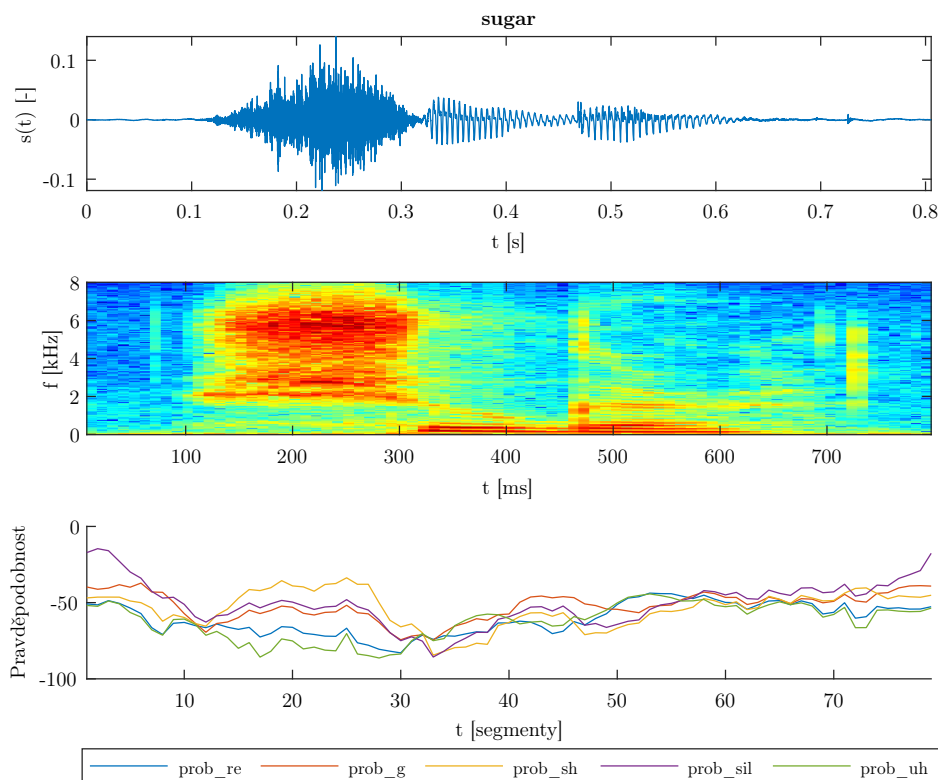 sugar
s(t) [-]
0.1
0
-0.1
0 0.1 0.2 0.3 0.4 0.5 0.6 0.7 0.8
t [s]
f [kHz]
8
6
4
2
0
100 200 300 400 500 600 700
t [ms]
Pravděpodobnost
0
-50
-100
10 20 30 40 50 60 70
t [segmenty]
prob_re prob_g prob_sh prob_sil prob_uh